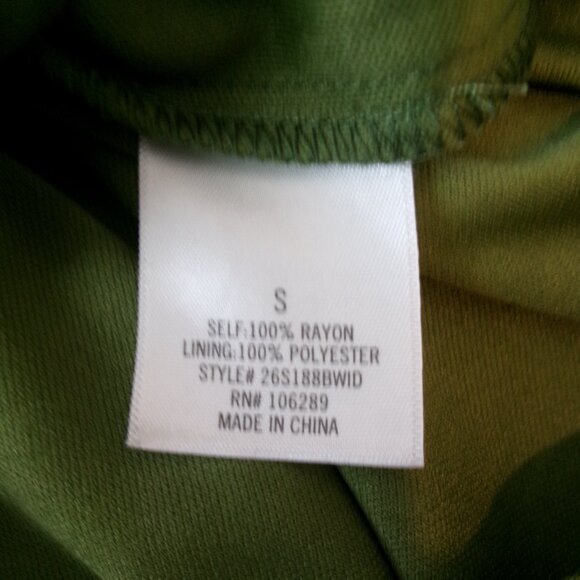 S
SELF:100% RAYON
LINING:100% POLYESTER
STYLE# 26S188BWID
RN# 106289
MADE IN CHINA